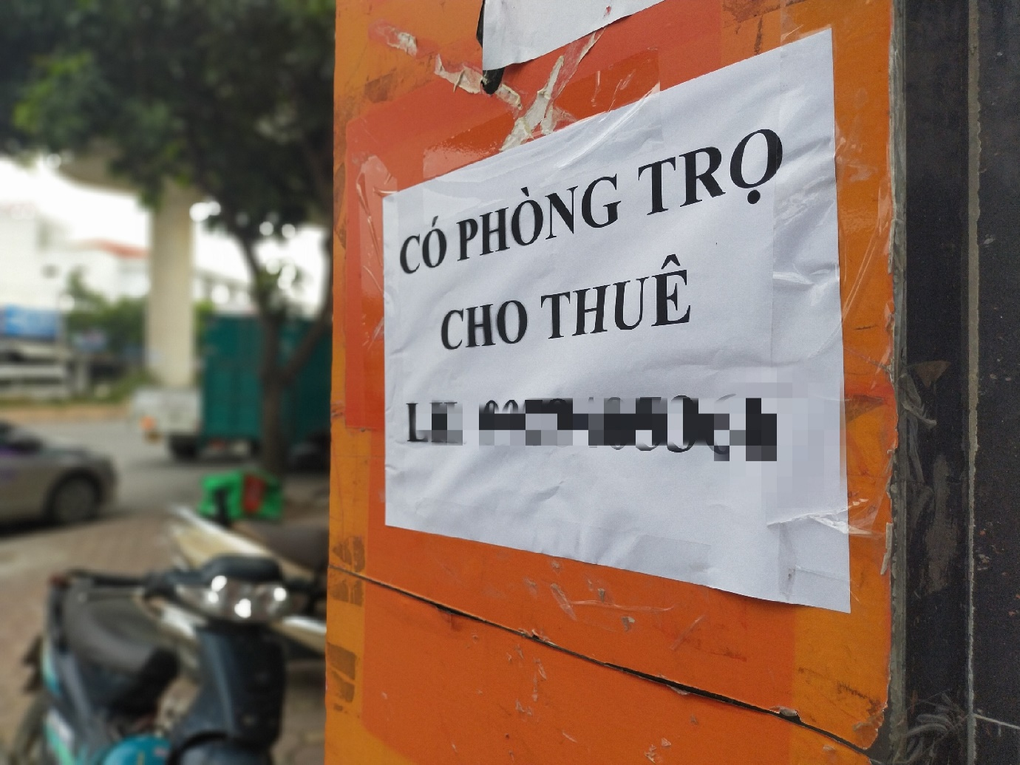 CÓ PHÒNG TRỌ
CHO THUÊ